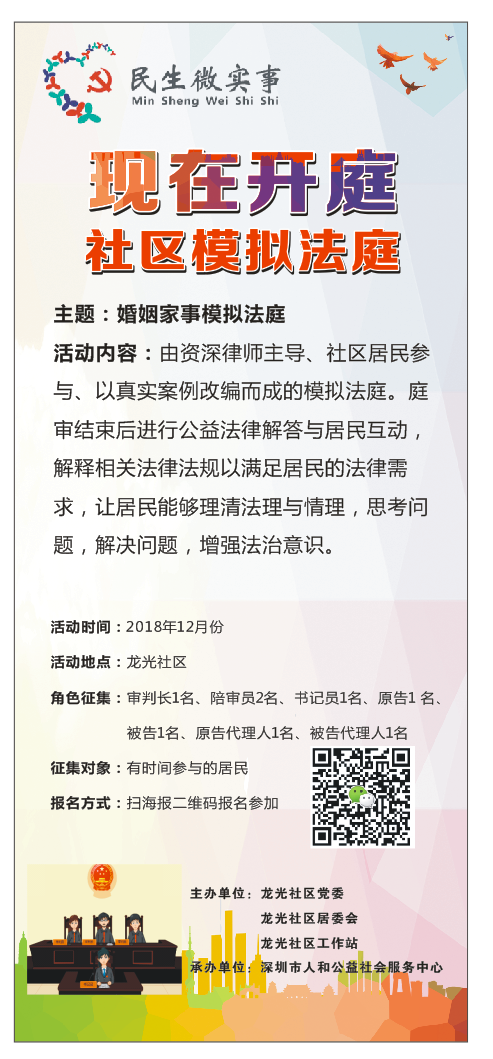 民生微实事
Min Sheng Wei Shi Shi
现在开庭
社区模拟法庭
主题：婚姻家事模拟法庭
活动内容：由资深律师主导、社区居民参
与、以真实案例改编而成的模拟法庭。庭
审结束后进行公益法律解答与居民互动，
解释相关法律法规以满足居民的法律需
求，让居民能够理清法理与情理，思考问
题，解决问题，增强法治意识。
活动时间：2018年12月份
活动地点：龙光社区
角色征集：审判长1名、陪审员2名、书记员1名、原告1 名、
被告1名、原告代理人1名、被告代理人1名
征集对象：有时间参与的居民
报名方式：扫海报二维码报名参加
主办单位：龙光社区党委
龙光社区居委会
龙光社区工作站
承办单位：深圳市人和公益社会服务中心